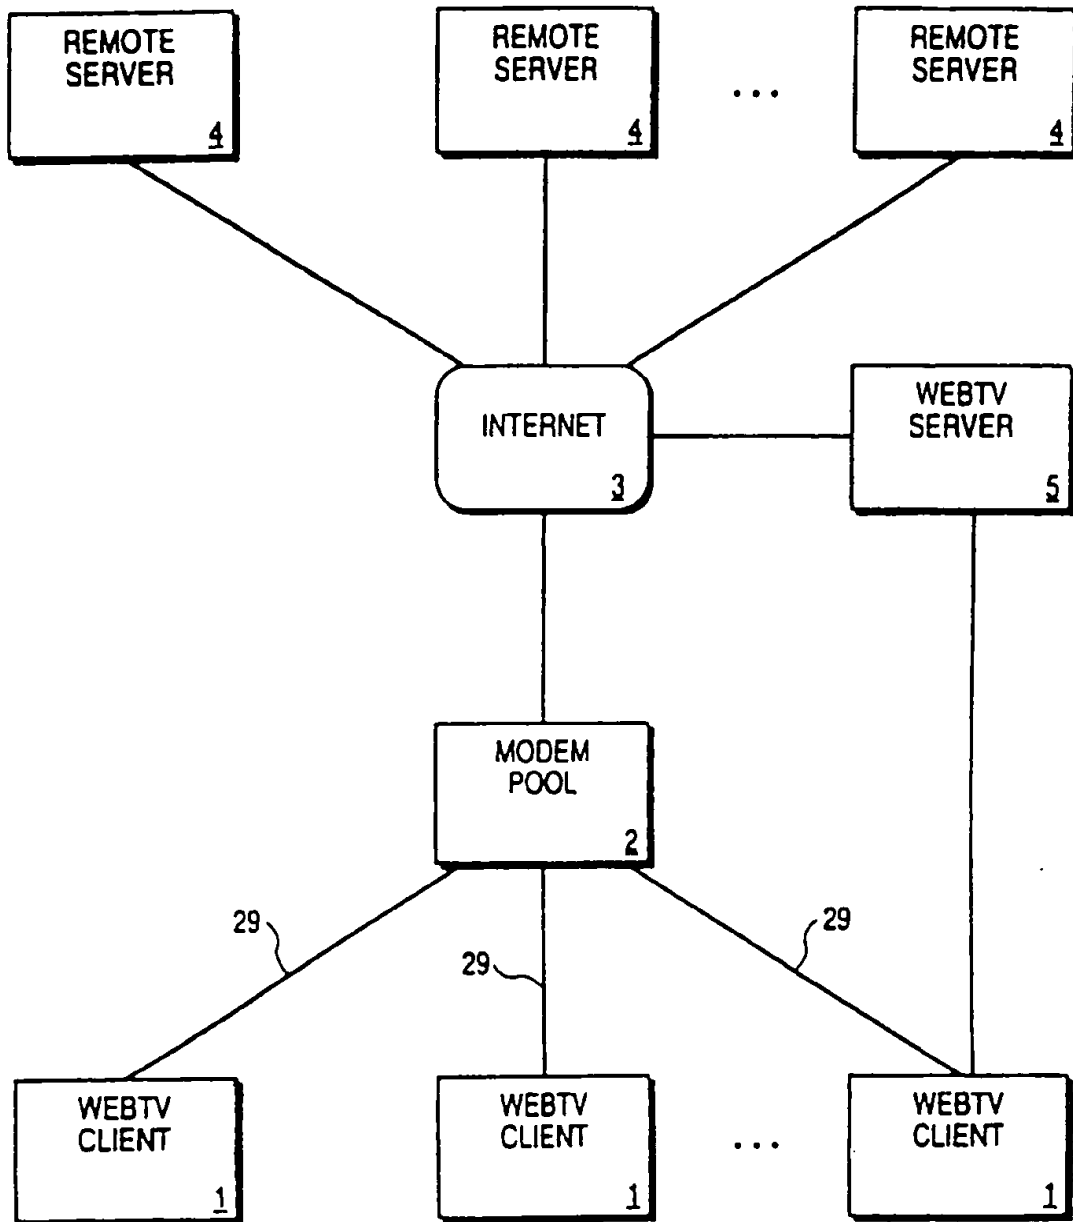 REMOTE
SERVER
4
REMOTE
SERVER
4
...
REMOTE
SERVER
4
INTERNET
3
WEBTV
SERVER
5
MODEM
POOL
2
29
29
29
WEBTV
CLIENT
1
WEBTV
CLIENT
1
...
WEBTV
CLIENT
1